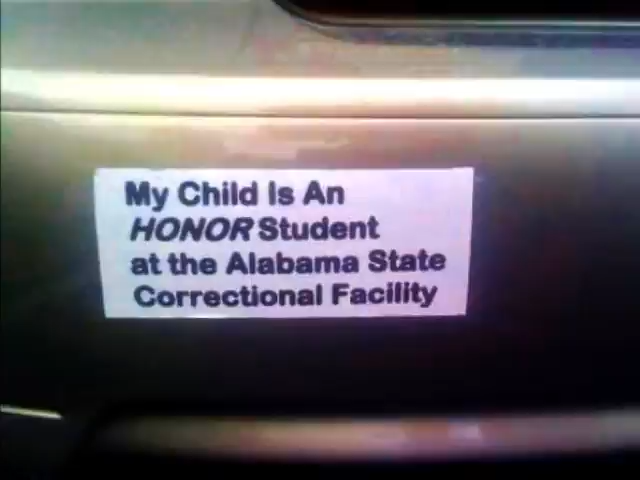 My Child Is An
HONOR Student
at the Alabama State
Correctional Facility